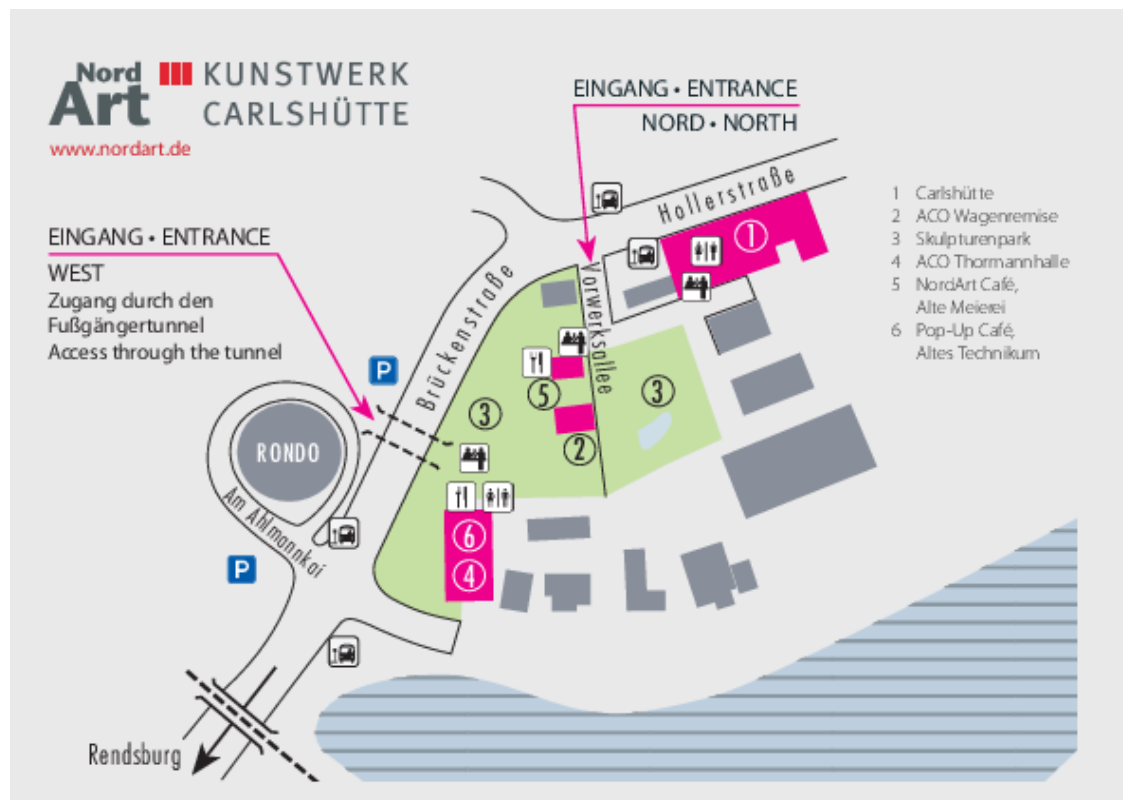 Nord
Art
KUNSTWERK
CARLSHÜTTE
www.nordart.de
EINGANG • ENTRANCE
NORD • NORTH
EINGANG • ENTRANCE
WEST
Zugang durch den
Fußgängertunnel
Access through the tunnel
Hollerstraße
1 Carlshütte
2 ACO Wagenremise
3 Skulpturenpark
4 ACO Thormannhalle
5 NordArt Café,
Alte Meierei
6 Pop-Up Café,
Altes Technikum
1
Vorwerksallee
Brückenstraße
P
5
3
3
2
RONDO
Am Ahlmannkai
6
4
P
Rendsburg